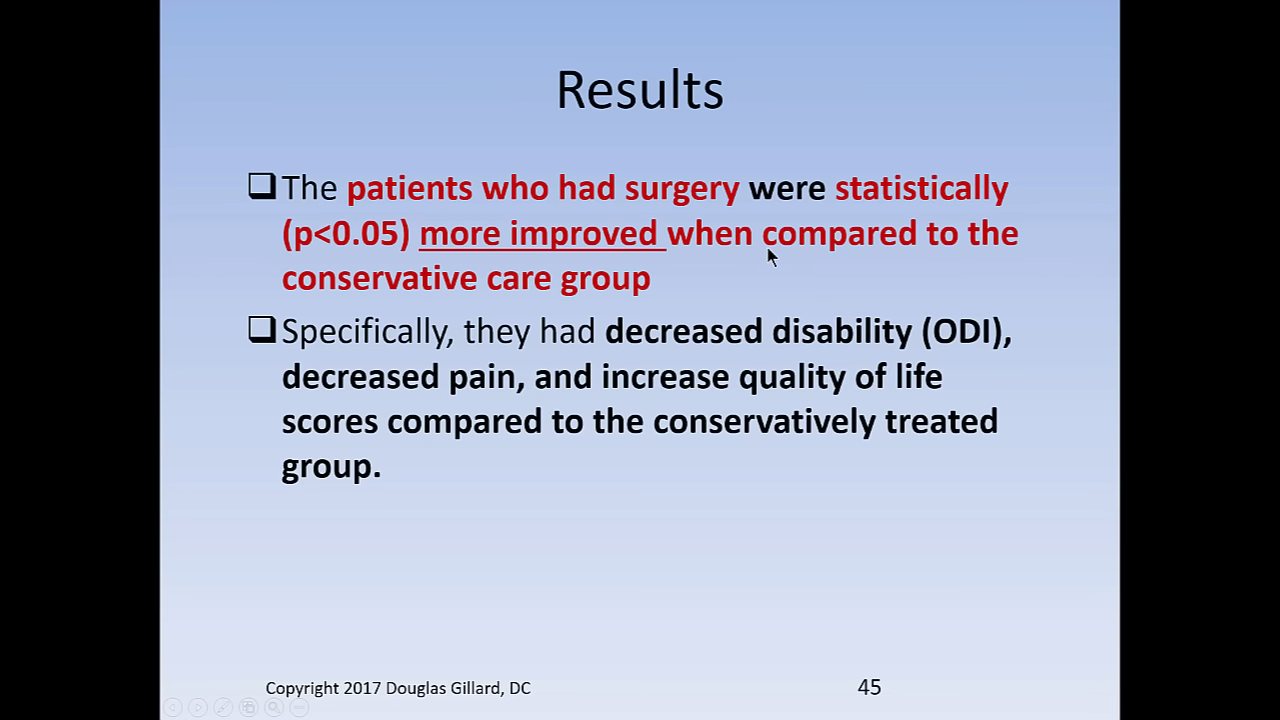 Results
The patients who had surgery were statistically
(p<0.05) more improved when compared to the
conservative care group
Specifically, they had decreased disability (ODI),
decreased pain, and increase quality of life
scores compared to the conservatively treated
group.
Copyright 2017 Douglas Gillard, DC
45